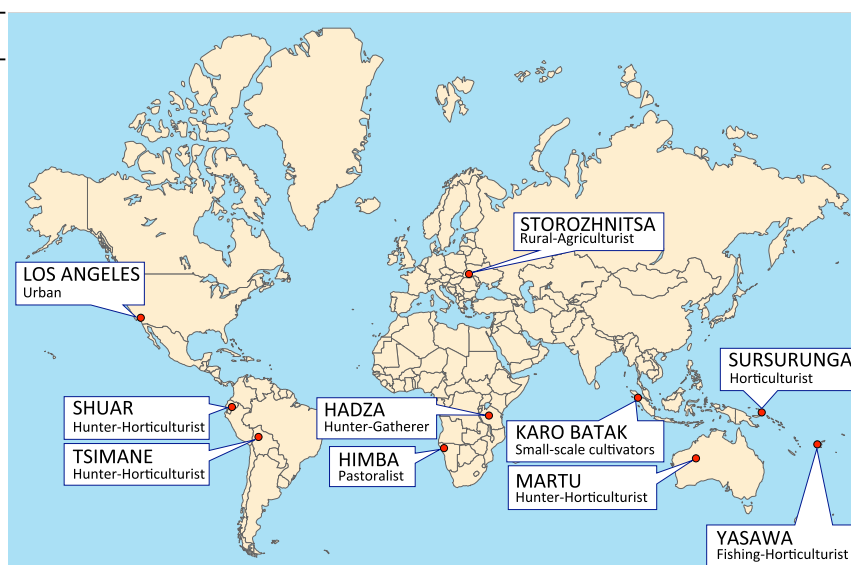 STOROZHNITSA
Rural-Agriculturist
LOS ANGELES
Urban
SURSURUNGA
Horticulturist
SHUAR
Hunter-Horticulturist
HADZA
Hunter-Gatherer
KARO BATAK
Small-scale cultivators
TSIMANE
Hunter-Horticulturist
HIMBA
Pastoralist
MARTU
Hunter-Horticulturist
YASAWA
Fishing-Horticulturist